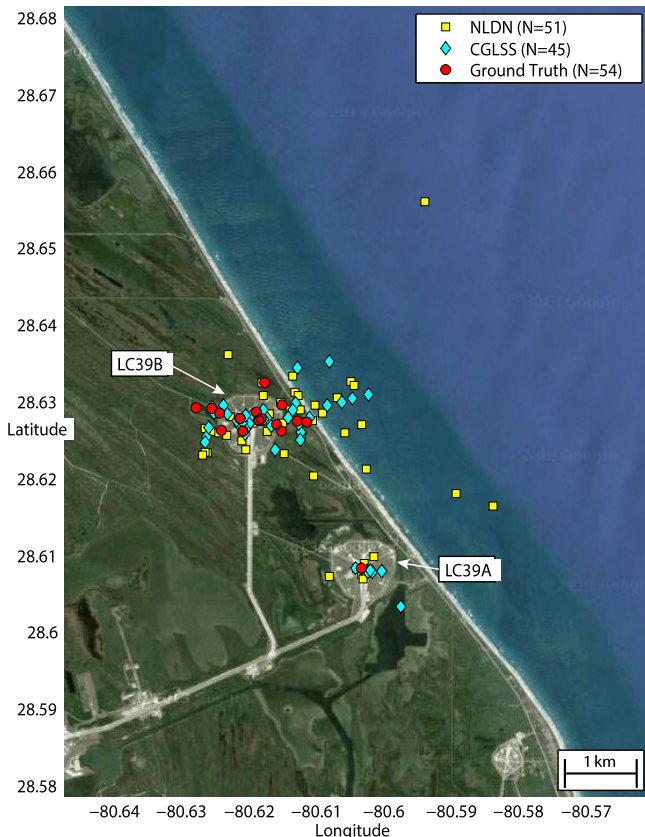 28.68
NLDN (N=51)
CGLSS (N=45)
Ground Truth (N=54)
28.67
28.66
28.65
28.64
LC39B
28.63
Latitude
28.62
28.61
LC39A
28.6
28.59
1 km
28.58
−80.64 −80.63 −80.62 −80.61 −80.6 −80.59 −80.58 −80.57
Longitude